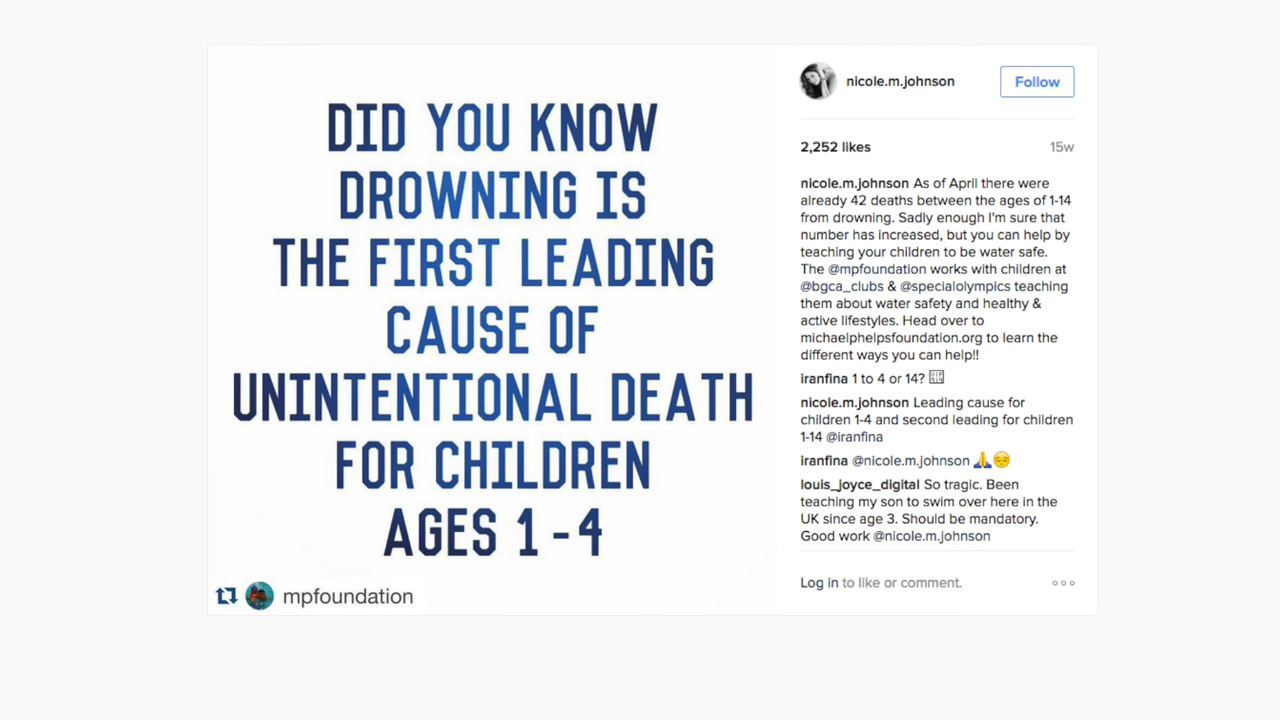 DID YOU KNOW
DROWNING IS
THE FIRST LEADING
CAUSE OF
UNINTENTIONAL DEATH
FOR CHILDREN
AGES 1-4
mpfoundation
nicole.m.johnson
Follow
2,252 likes
15w
nicole.m.johnson As of April there were
already 42 deaths between the ages of 1-14
from drowning. Sadly enough I'm sure that
number has increased, but you can help by
teaching your children to be water safe.
The @mpfoundation works with children at
@bgca_clubs & @specialolympics teaching
them about water safety and healthy &
active lifestyles. Head over to
michaelphelpsfoundation.org to learn the
different ways you can help!!
iranfina 1 to 4 or 14?
nicole.m.johnson Leading cause for
children 1-4 and second leading for children
1-14 @iranfina
iranfina @nicole.m.johnson 🙏😔
louis_joyce_digital So tragic. Been
teaching my son to swim over here in the
UK since age 3. Should be mandatory.
Good work @nicole.m.johnson
Log in to like or comment.